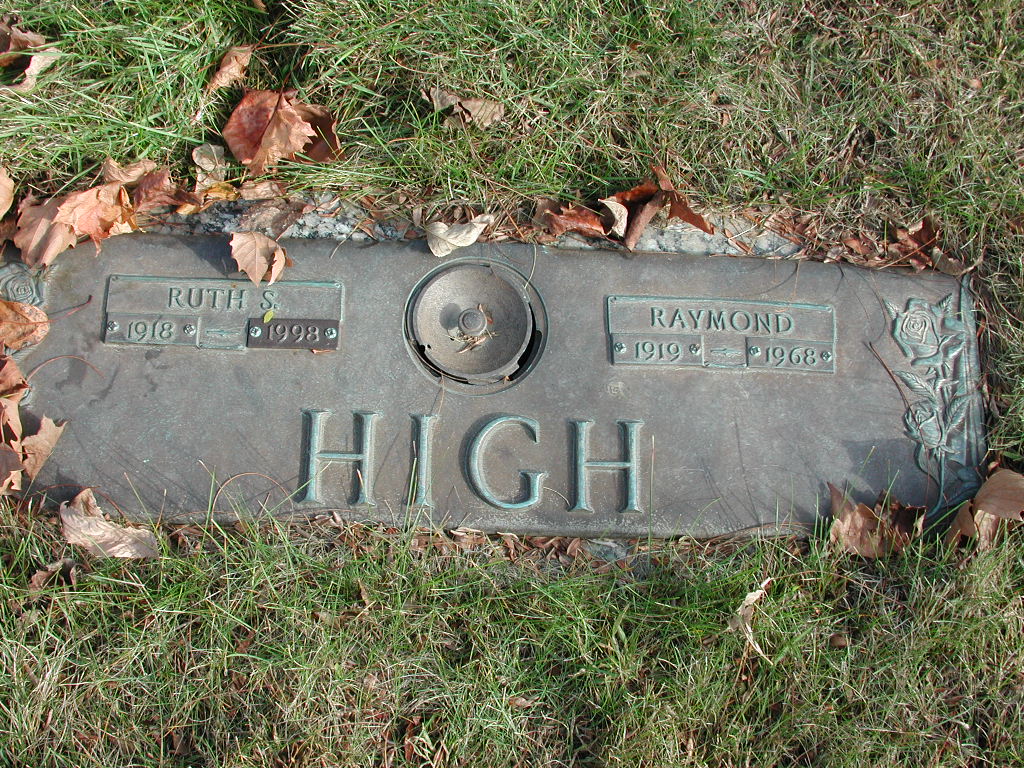 RUTH S.
1918 1998
RAYMOND
1919 1968
HIGH